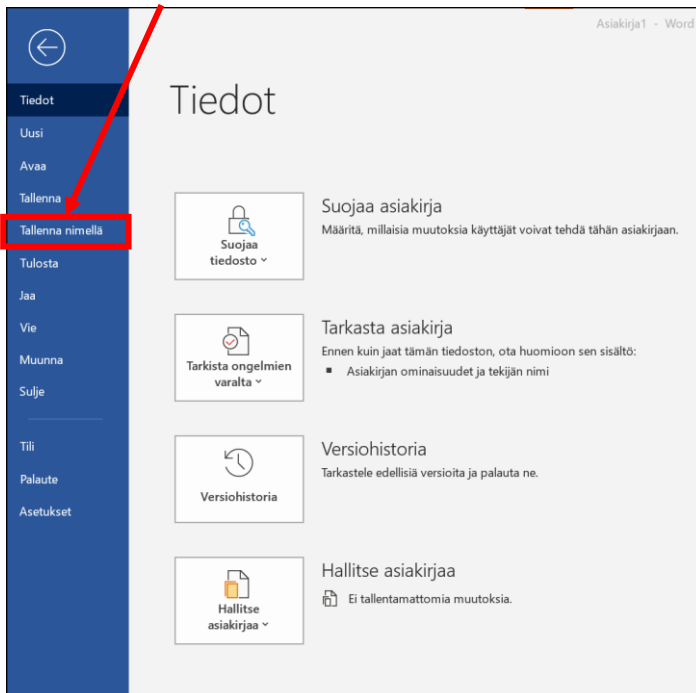 Asiakirja1 - Word
Tiedot
Uusi
Avaa
Tallenna
Tallenna nimellä
Tulosta
Jaa
Vie
Muunna
Sulje
Tili
Palaute
Asetukset
Tiedot
Suojaa
tiedosto
Suojaa asiakirja
Määritä, millaisia muutoksia käyttäjät voivat tehdä tähän asiakirjaan.
Tarkista ongelmien
varalta
Tarkasta asiakirja
Ennen kuin jaat tämän tiedoston, ota huomioon sen sisältö:
■ Asiakirjan ominaisuudet ja tekijän nimi
Versiohistoria
Versiohistoria
Tarkastele edellisiä versioita ja palauta ne.
Hallitse
asiakirjaa
Hallitse asiakirjaa
Ei tallentamattomia muutoksia.